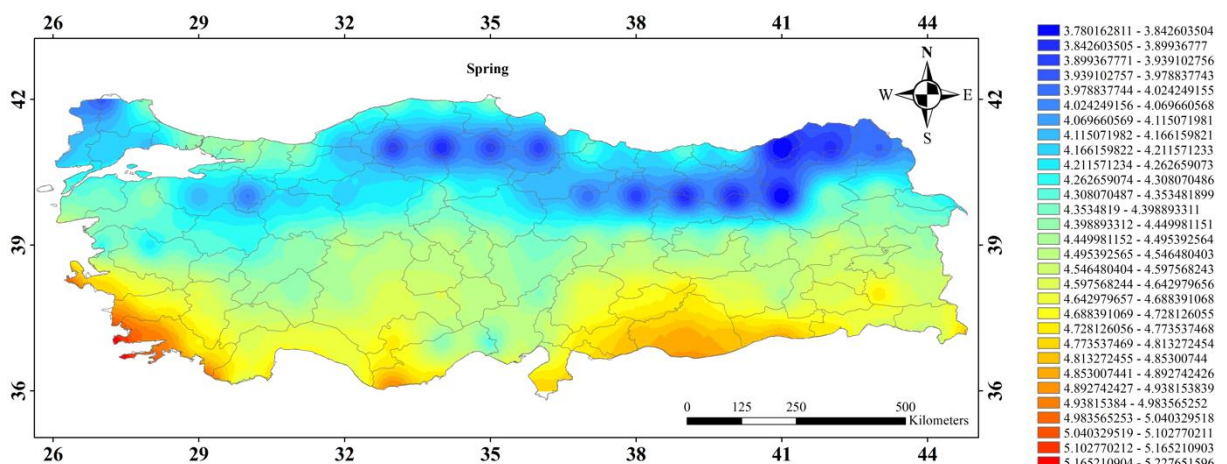 26 29 32 35 38 41 44
Spring
N
W E
S
42 42
39 39
36 36
0 125 250 500
Kilometers
26 29 32 35 38 41 44
3.780162811 - 3.842603504
3.842603505 - 3.89936777
3.899367771 - 3.939102756
3.939102757 - 3.978837743
3.978837744 - 4.024249155
4.024249156 - 4.069660568
4.069660569 - 4.115071981
4.115071982 - 4.166159821
4.166159822 - 4.211571233
4.211571234 - 4.262659073
4.262659074 - 4.308070486
4.308070487 - 4.353481899
4.3534819 - 4.398893311
4.398893312 - 4.449981151
4.449981152 - 4.495392564
4.495392565 - 4.546480403
4.546480404 - 4.597568243
4.597568244 - 4.642979656
4.642979657 - 4.688391068
4.688391069 - 4.728126055
4.728126056 - 4.773537468
4.773537469 - 4.813272454
4.813272455 - 4.85300744
4.853007441 - 4.892742426
4.892742427 - 4.938153839
4.93815384 - 4.983565252
4.983565253 - 5.040329518
5.040329519 - 5.102770211
5.102770212 - 5.165210903
5.165210904 - 5.227651596